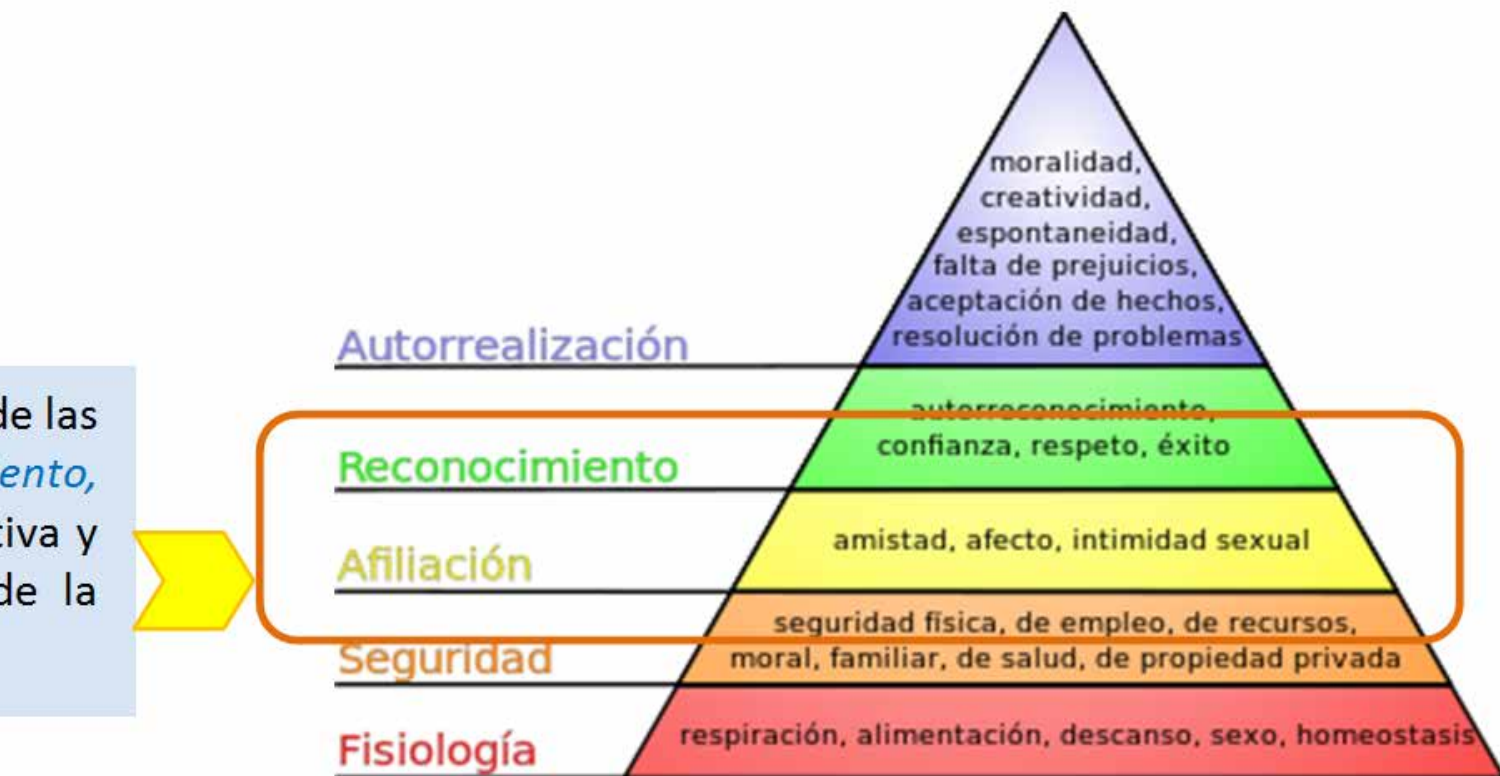 de las
ento,
tiva y
de la
Autorrealización
moralidad,
creatividad,
espontaneidad,
falta de prejuicios,
aceptación de hechos,
resolución de problemas
Reconocimiento
autorreconocimiento,
confianza, respeto, éxito
Afiliación
amistad, afecto, intimidad sexual
Seguridad
seguridad física, de empleo, de recursos,
moral, familiar, de salud, de propiedad privada
Fisiología
respiración, alimentación, descanso, sexo, homeostasis